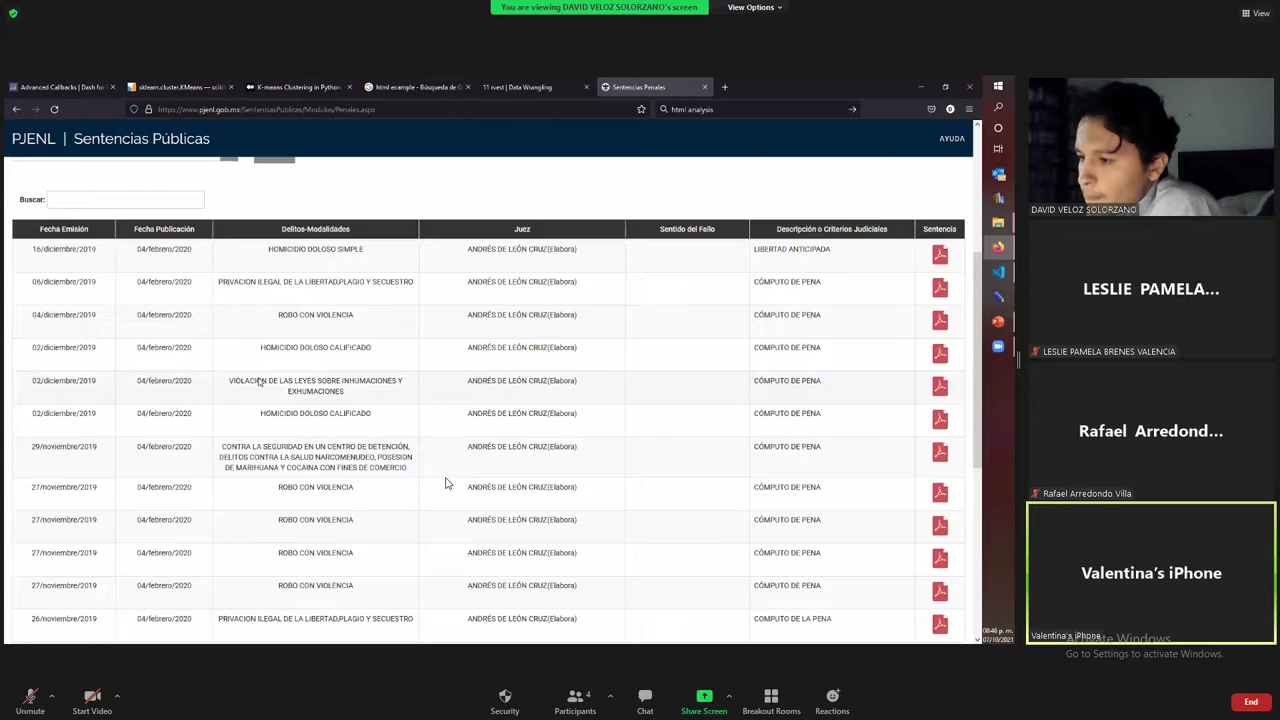 You are viewing DAVID VELOZ SOLORZANO's screen
View Options
View
Advanced Callbacks | Dash for
sklearn.cluster.KMeans — scikit
K-means Clustering in Python
html example - Búsqueda de G
11 rvest | Data Wrangling
Sentencias Penales
https://www.pjenl.gob.mx/SentenciasPublicas/Modulos/Penales.aspx
html analysis
PJENL | Sentencias Públicas
AYUDA
Buscar:
Fecha Emisión Fecha Publicación Delitos-Modalidades Juez Sentido del Fallo Descripción o Criterios Judiciales Sentencia
16/diciembre/2019 04/febrero/2020 HOMICIDIO DOLOSO SIMPLE ANDRÉS DE LEÓN CRUZ(Elabora) LIBERTAD ANTICIPADA
06/diciembre/2019 04/febrero/2020 PRIVACION ILEGAL DE LA LIBERTAD,PLAGIO Y SECUESTRO ANDRÉS DE LEÓN CRUZ(Elabora) CÓMPUTO DE PENA
04/diciembre/2019 04/febrero/2020 ROBO CON VIOLENCIA ANDRÉS DE LEÓN CRUZ(Elabora) CÓMPUTO DE PENA
02/diciembre/2019 04/febrero/2020 HOMICIDIO DOLOSO CALIFICADO ANDRÉS DE LEÓN CRUZ(Elabora) COMPUTO DE PENA
02/diciembre/2019 04/febrero/2020 VIOLACION DE LAS LEYES SOBRE INHUMACIONES Y ANDRÉS DE LEÓN CRUZ(Elabora) CÓMPUTO DE PENA
EXHUMACIONES
02/diciembre/2019 04/febrero/2020 HOMICIDIO DOLOSO CALIFICADO ANDRÉS DE LEÓN CRUZ(Elabora) CÓMPUTO DE PENA
29/noviembre/2019 04/febrero/2020 CONTRA LA SEGURIDAD EN UN CENTRO DE DETENCIÓN, ANDRÉS DE LEÓN CRUZ(Elabora) CÓMPUTO DE PENA
DELITOS CONTRA LA SALUD NARCOMENUDEO, POSESION
DE MARIHUANA Y COCAINA CON FINES DE COMERCIO
27/noviembre/2019 04/febrero/2020 ROBO CON VIOLENCIA ANDRÉS DE LEÓN CRUZ(Elabora) CÓMPUTO DE PENA
27/noviembre/2019 04/febrero/2020 ROBO CON VIOLENCIA ANDRÉS DE LEÓN CRUZ(Elabora) CÓMPUTO DE PENA
27/noviembre/2019 04/febrero/2020 ROBO CON VIOLENCIA ANDRÉS DE LEÓN CRUZ(Elabora) CÓMPUTO DE PENA
27/noviembre/2019 04/febrero/2020 ROBO CON VIOLENCIA ANDRÉS DE LEÓN CRUZ(Elabora) CÓMPUTO DE PENA
26/noviembre/2019 04/febrero/2020 PRIVACION ILEGAL DE LA LIBERTAD,PLAGIO Y SECUESTRO ANDRÉS DE LEÓN CRUZ(Elabora) COMPUTO DE LA PENA
08:46 p. m.
07/10/2021
DAVID VELOZ SOLORZANO
LESLIE PAMELA...
LESLIE PAMELA BRENES VALENCIA
Rafael Arredond...
Rafael Arredondo Villa
Valentina's iPhone
Valentina's iPhone
Activate Windows
Go to Settings to activate Windows.
Unmute
Start Video
Security
4
Participants
Chat
Share Screen
Breakout Rooms
Reactions
End